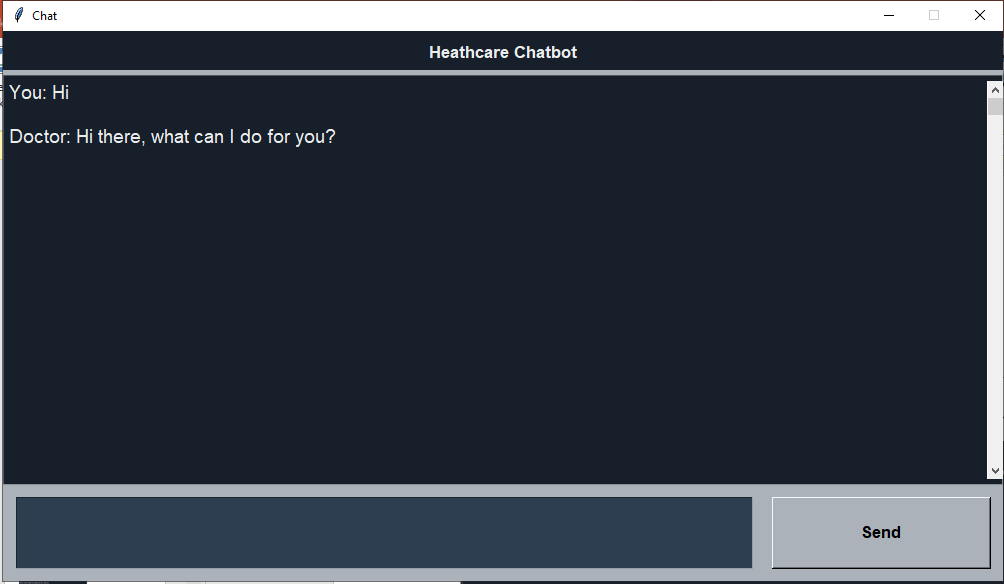 Chat
Heathcare Chatbot
You: Hi
Doctor: Hi there, what can I do for you?
Send